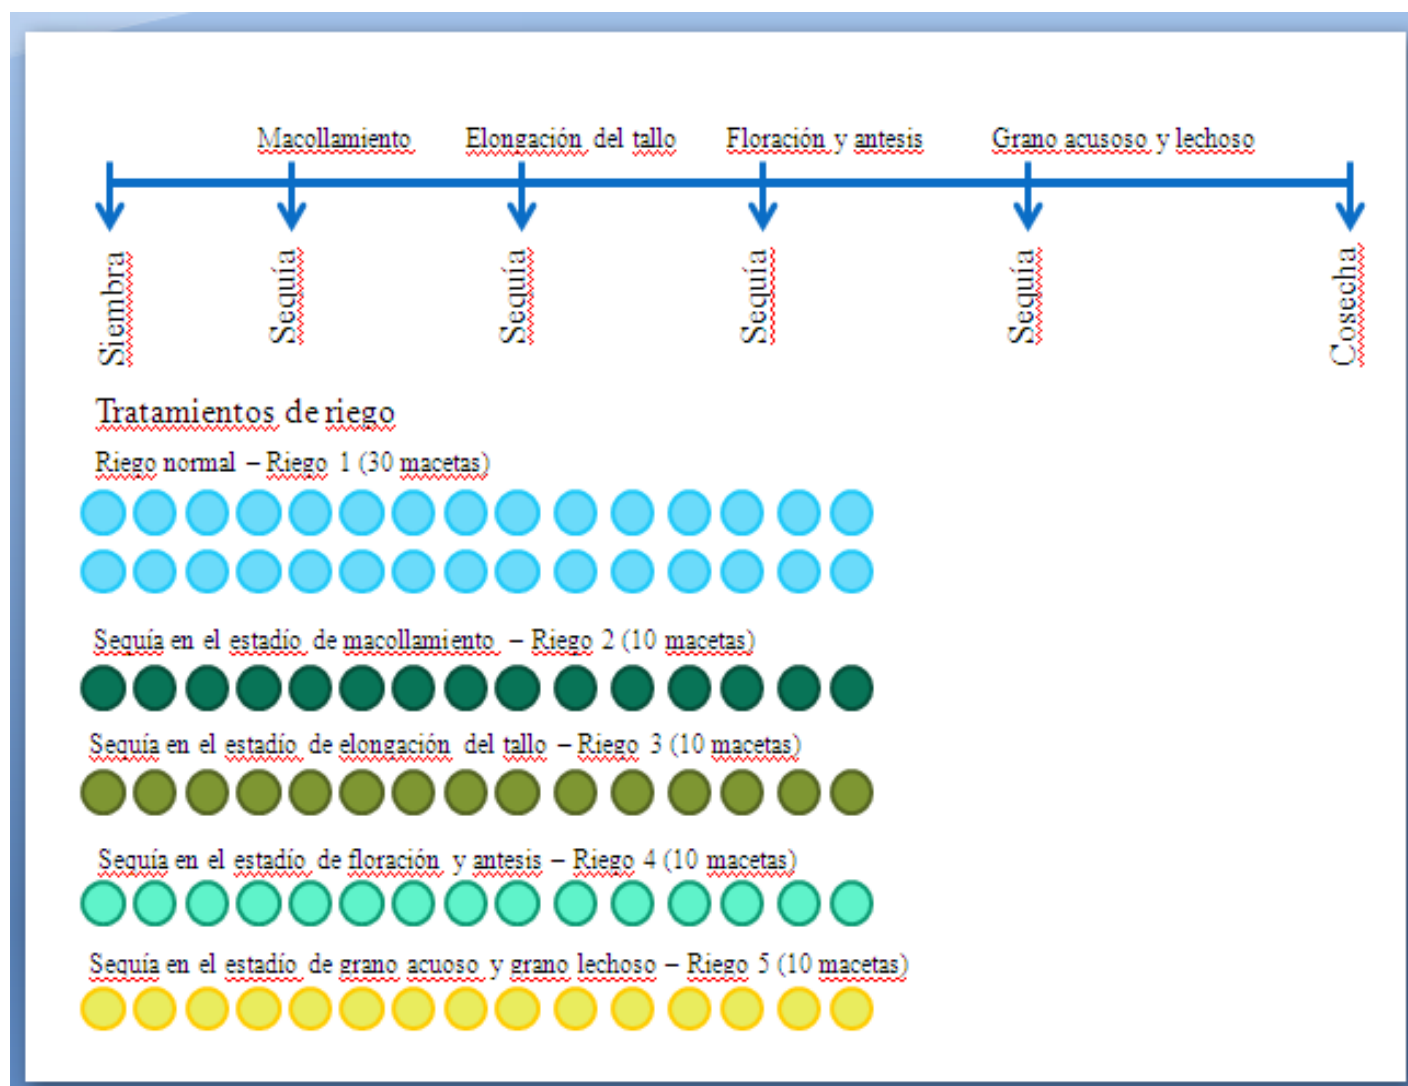 Macollamiento
Elongación del tallo
Floración y antesis
Grano acusoso y lechoso
Siembra
Sequía
Sequía
Sequía
Sequía
Cosecha
Tratamientos de riego
Riego normal – Riego 1 (30 macetas)
Sequía en el estadío de macollamiento – Riego 2 (10 macetas)
Sequía en el estadío de elongación del tallo – Riego 3 (10 macetas)
Sequía en el estadío de floración y antesis – Riego 4 (10 macetas)
Sequía en el estadío de grano acuoso y grano lechoso – Riego 5 (10 macetas)